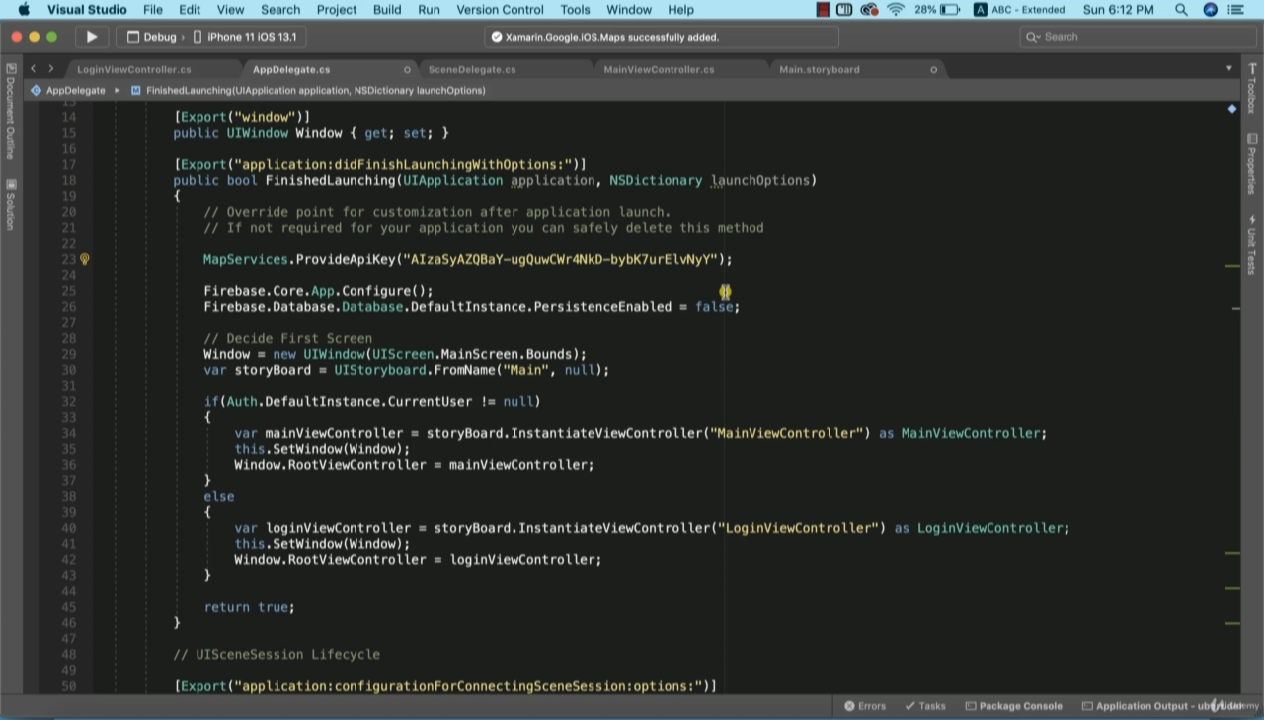 Visual Studio File Edit View Search Project Build Run Version Control Tools Window Help 28% A ABC - Extended Sun 6:12 PM
Debug › iPhone 11 iOS 13.1 Xamarin.Google.iOS.Maps successfully added. Search
LoginViewController.cs AppDelegate.cs SceneDelegate.cs MainViewController.cs Main.storyboard
AppDelegate ▸ M FinishedLaunching(UIApplication application, NSDictionary launchOptions)
Document Outline
Solution
Toolbox
Properties
Unit Tests
13
14 [Export("window")]
15 public UIWindow Window { get; set; }
16
17 [Export("application:didFinishLaunchingWithOptions:")]
18 public bool FinishedLaunching(UIApplication application, NSDictionary launchOptions)
19 {
20 // Override point for customization after application launch.
21 // If not required for your application you can safely delete this method
22
23 MapServices.ProvideApiKey("AIzaSyAZQBaY-ugQuwCWr4NkD-bybK7urElvNyY");
24
25 Firebase.Core.App.Configure();
26 Firebase.Database.Database.DefaultInstance.PersistenceEnabled = false;
27
28 // Decide First Screen
29 Window = new UIWindow(UIScreen.MainScreen.Bounds);
30 var storyBoard = UIStoryboard.FromName("Main", null);
31
32 if(Auth.DefaultInstance.CurrentUser != null)
33 {
34 var mainViewController = storyBoard.InstantiateViewController("MainViewController") as MainViewController;
35 this.SetWindow(Window);
36 Window.RootViewController = mainViewController;
37 }
38 else
39 {
40 var loginViewController = storyBoard.InstantiateViewController("LoginViewController") as LoginViewController;
41 this.SetWindow(Window);
42 Window.RootViewController = loginViewController;
43 }
44
45 return true;
46 }
47
48 // UISceneSession Lifecycle
49
50 [Export("application:configurationForConnectingSceneSession:options:")]
Errors Tasks Package Console Application Output -